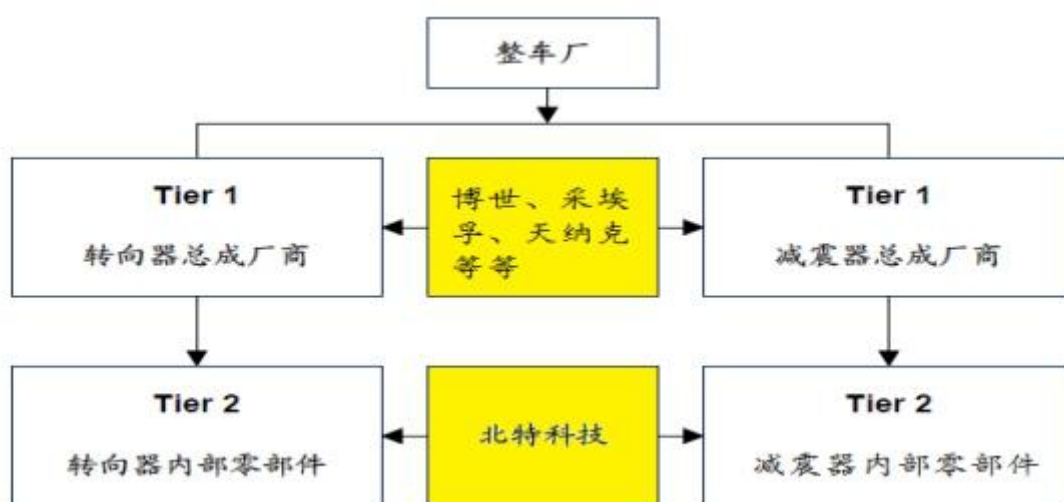 整车厂
Tier 1
转向器总成厂商
博世、采埃
孚、天纳克
等等
Tier 1
减震器总成厂商
Tier 2
转向器内部零部件
北特科技
Tier 2
减震器内部零部件